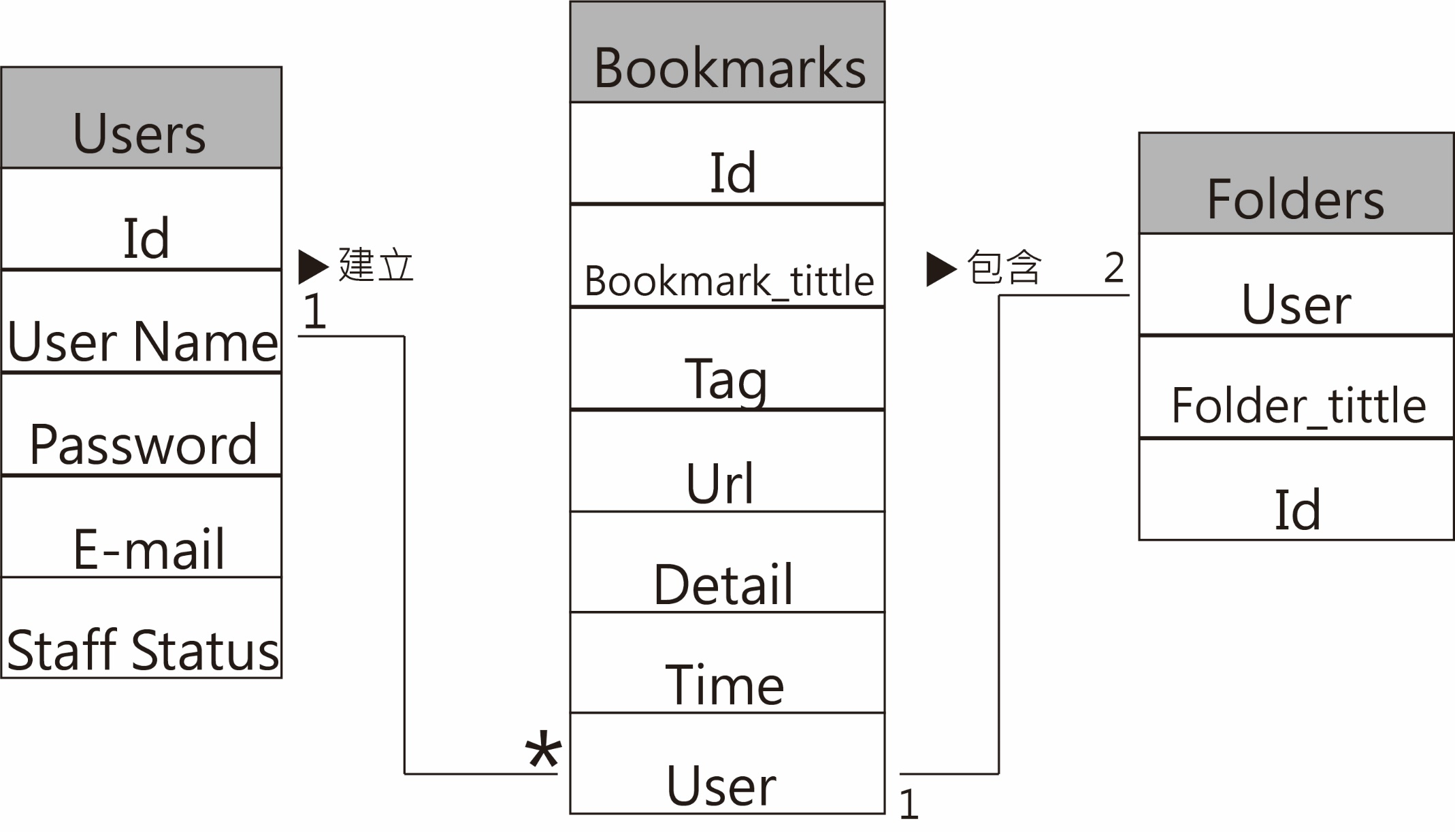 Users
Id
User Name
Password
E-mail
Staff Status
▶建立
1
*
Bookmarks
Id
Bookmark_tittle
Tag
Url
Detail
Time
User
▶包含
2
1
Folders
User
Folder_tittle
Id